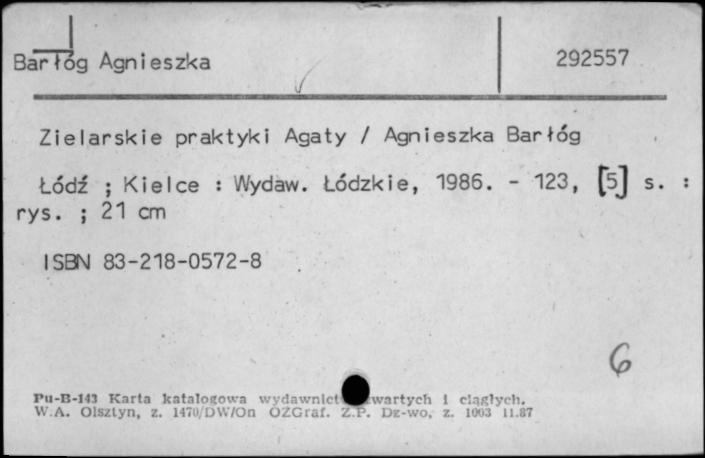 Barłóg Agnieszka 292557
Zielarskie praktyki Agaty / Agnieszka Barłóg
Łódź ; Kielce : Wydaw. Łódzkie, 1986. - 123, [5] s. :
rys. ; 21 cm
ISBN 83-218-0572-8
6
Pu-B-143 Karta katalogowa wydawnict zwartych i ciągłych.
W.A. Olsztyn, z. 1470/DW/On OZGraf. Z.P. Dz-wo, z. 1003 11.87